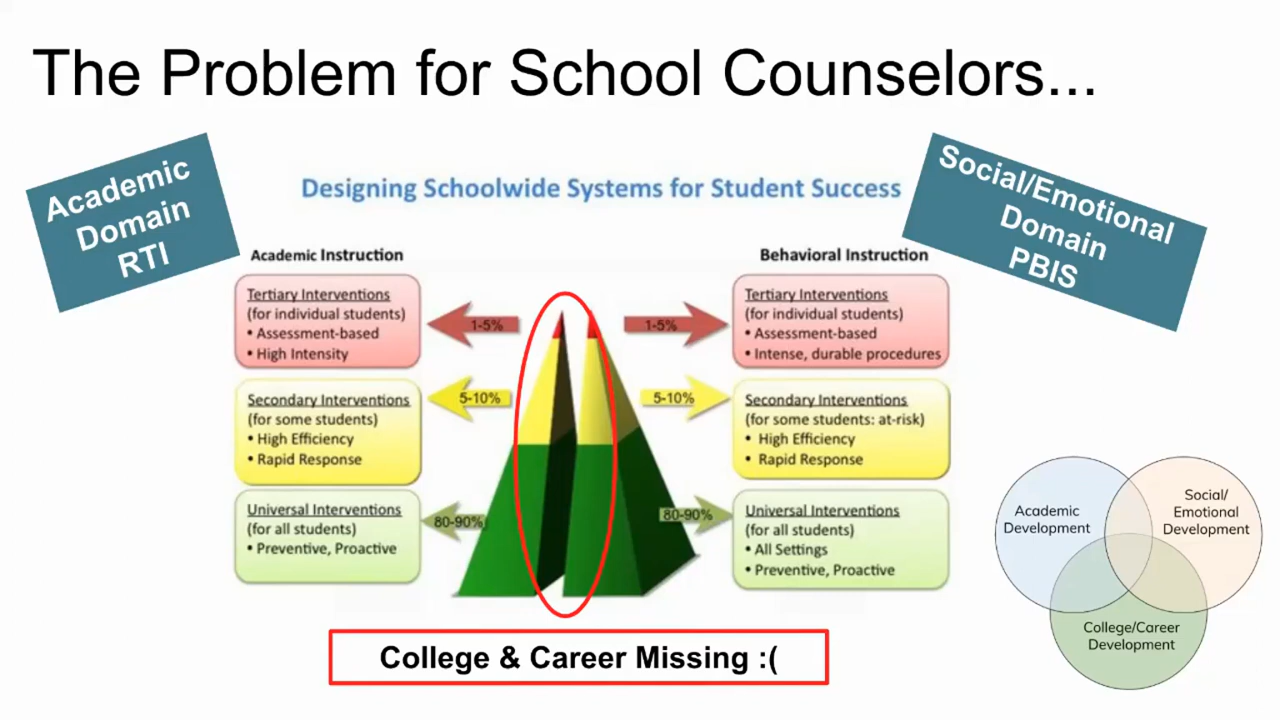 The Problem for School Counselors...
Academic
Domain
RTI
Social/Emotional
Domain
PBIS
Designing Schoolwide Systems for Student Success
Academic Instruction
Behavioral Instruction
Tertiary Interventions
(for individual students)
• Assessment-based
• High Intensity
1-5%
1-5%
Tertiary Interventions
(for individual students)
• Assessment-based
• Intense, durable procedures
Secondary Interventions
(for some students)
• High Efficiency
• Rapid Response
5-10%
5-10%
Secondary Interventions
(for some students: at-risk)
• High Efficiency
• Rapid Response
Universal Interventions
(for all students)
• Preventive, Proactive
80-90%
80-90%
Universal Interventions
(for all students)
• All Settings
• Preventive, Proactive
Academic
Development
Social/
Emotional
Development
College/Career
Development
College & Career Missing :(